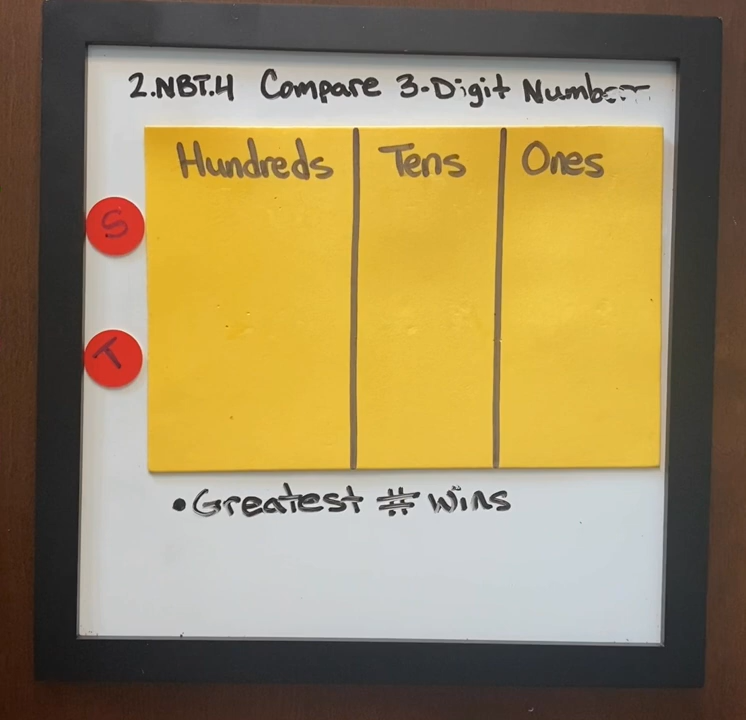 2.NBT.4 Compare 3-Digit
Hundreds Tens Ones
S
T
• Greatest # wins